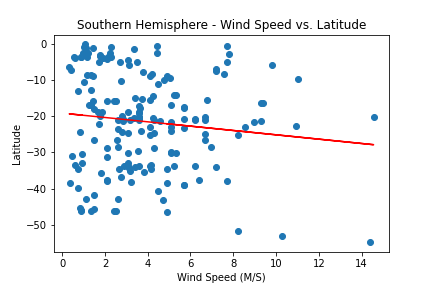 Southern Hemisphere - Wind Speed vs. Latitude
0
−10
−20
−30
−40
−50
Latitude
0 2 4 6 8 10 12 14
Wind Speed (M/S)